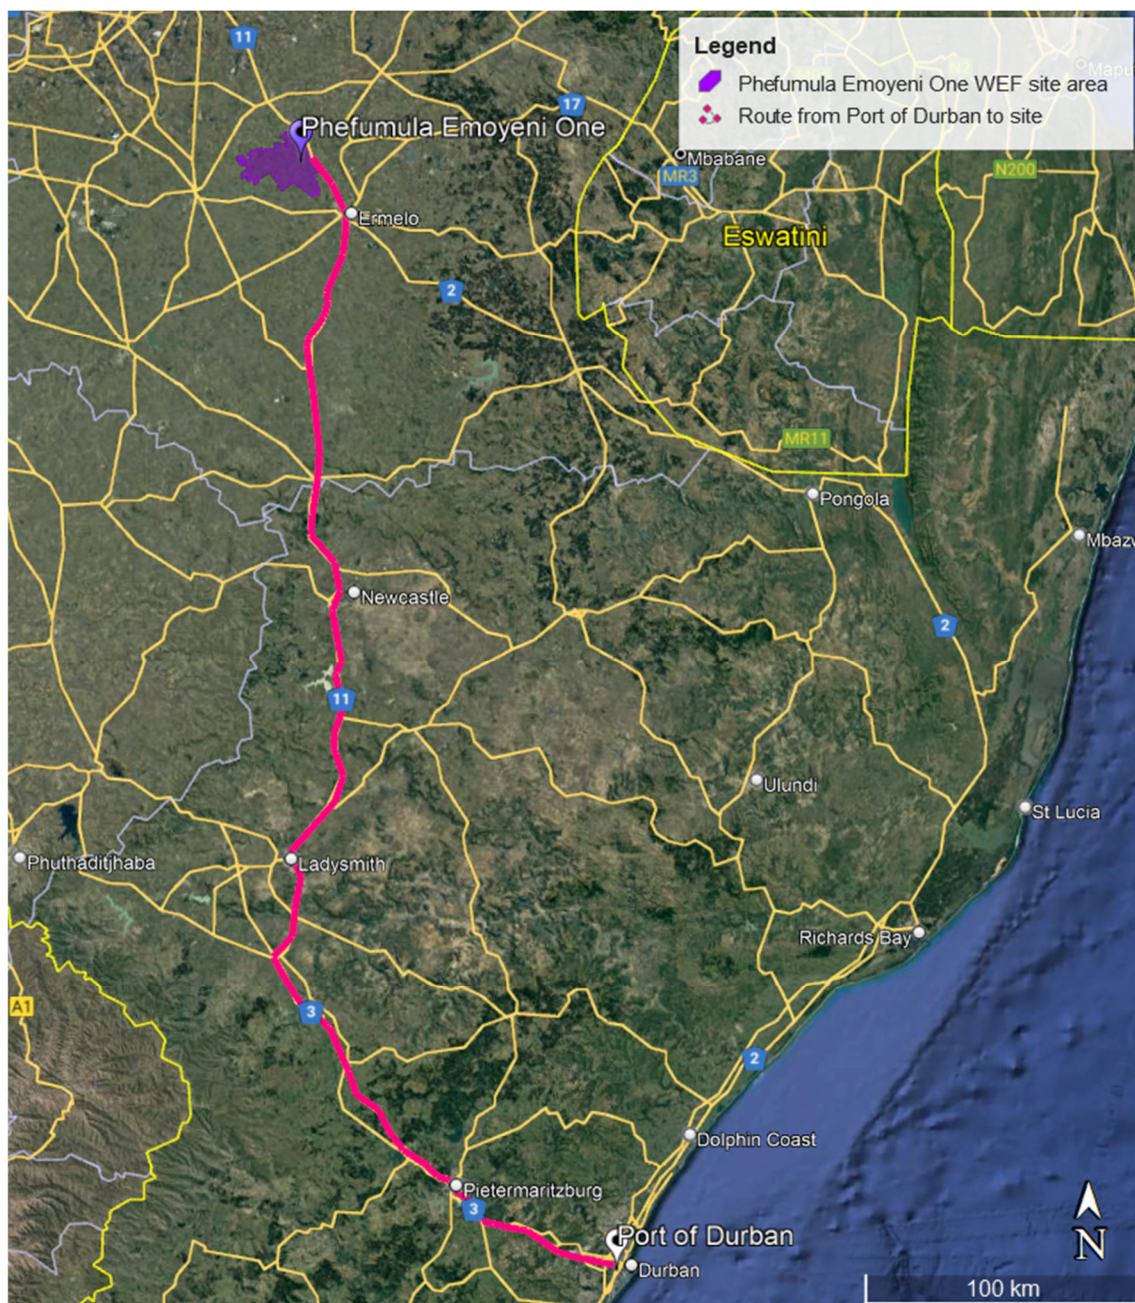 Legend
Phefumula Emoyeni One WEF site area
Route from Port of Durban to site
11
17
Phefumula Emoyeni One
Mbabane
MR3
N200
Ermelo
Eswatini
2
MR11
Pongola
Newcastle
2
11
Ulundi
St Lucia
Phuthaditjhaba
Ladysmith
Richards Bay
A1
3
2
Dolphin Coast
Pietermaritzburg
3
Port of Durban
Durban
N
100 km